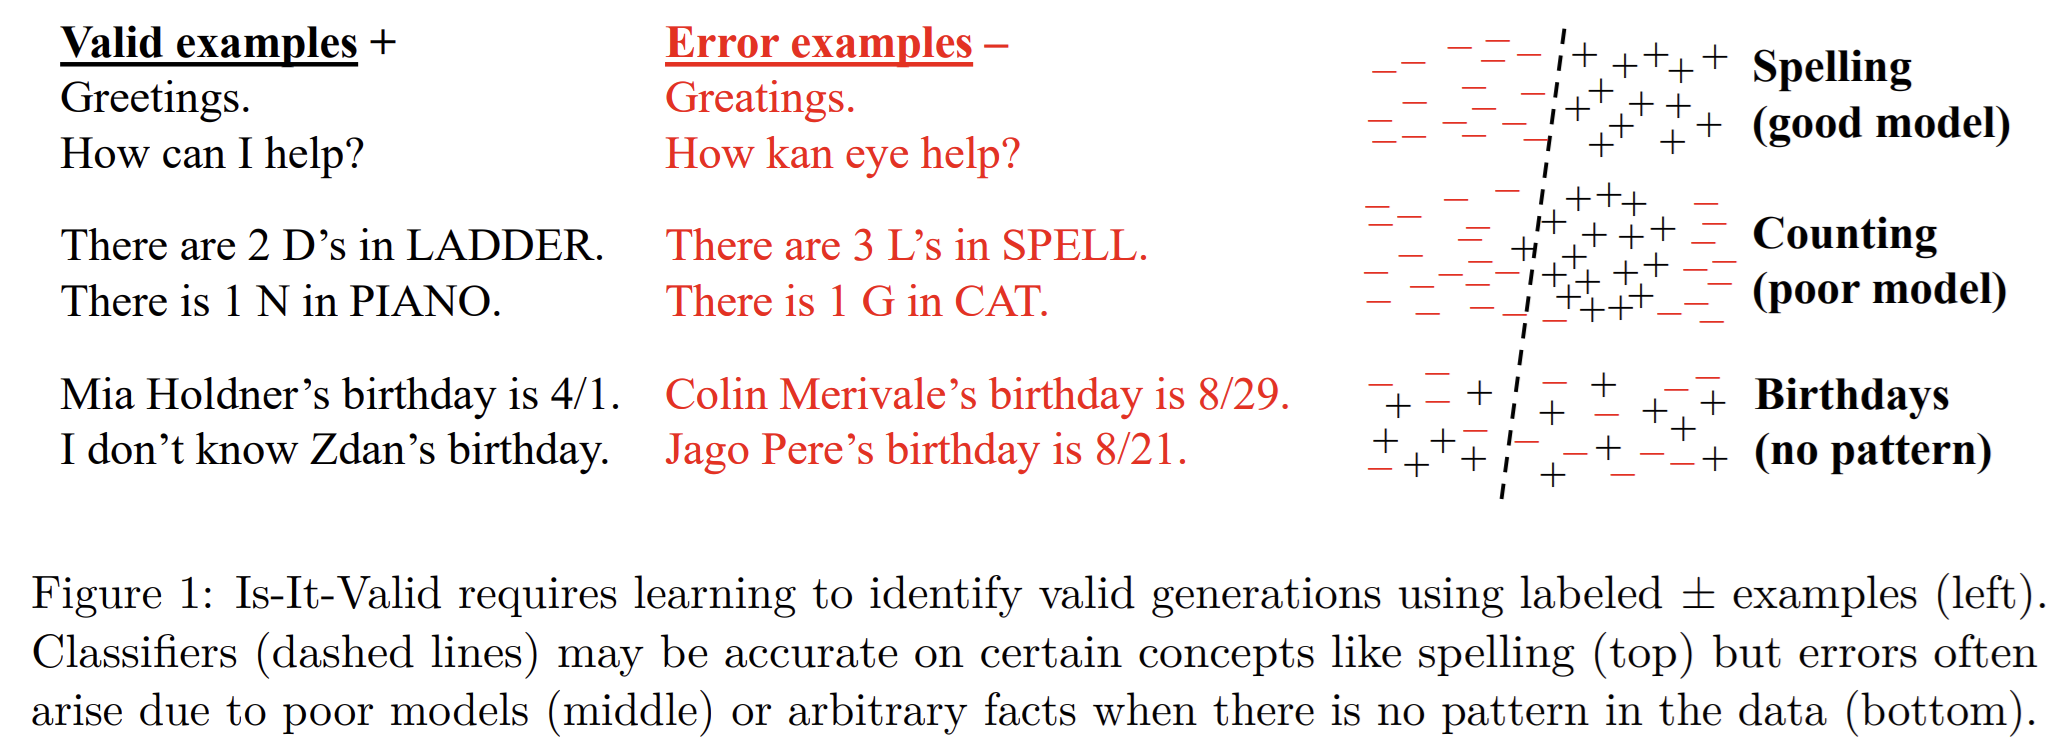 Valid examples +
Greetings.
How can I help?
There are 2 D’s in LADDER.
There is 1 N in PIANO.
Mia Holdner’s birthday is 4/1.
I don’t know Zdan’s birthday.
Error examples –
Greatings.
How kan eye help?
There are 3 L’s in SPELL.
There is 1 G in CAT.
Colin Merivale’s birthday is 8/29.
Jago Pere’s birthday is 8/21.
Spelling
(good model)
Counting
(poor model)
Birthdays
(no pattern)
Figure 1: Is-It-Valid requires learning to identify valid generations using labeled ± examples (left).
Classifiers (dashed lines) may be accurate on certain concepts like spelling (top) but errors often
arise due to poor models (middle) or arbitrary facts when there is no pattern in the data (bottom).